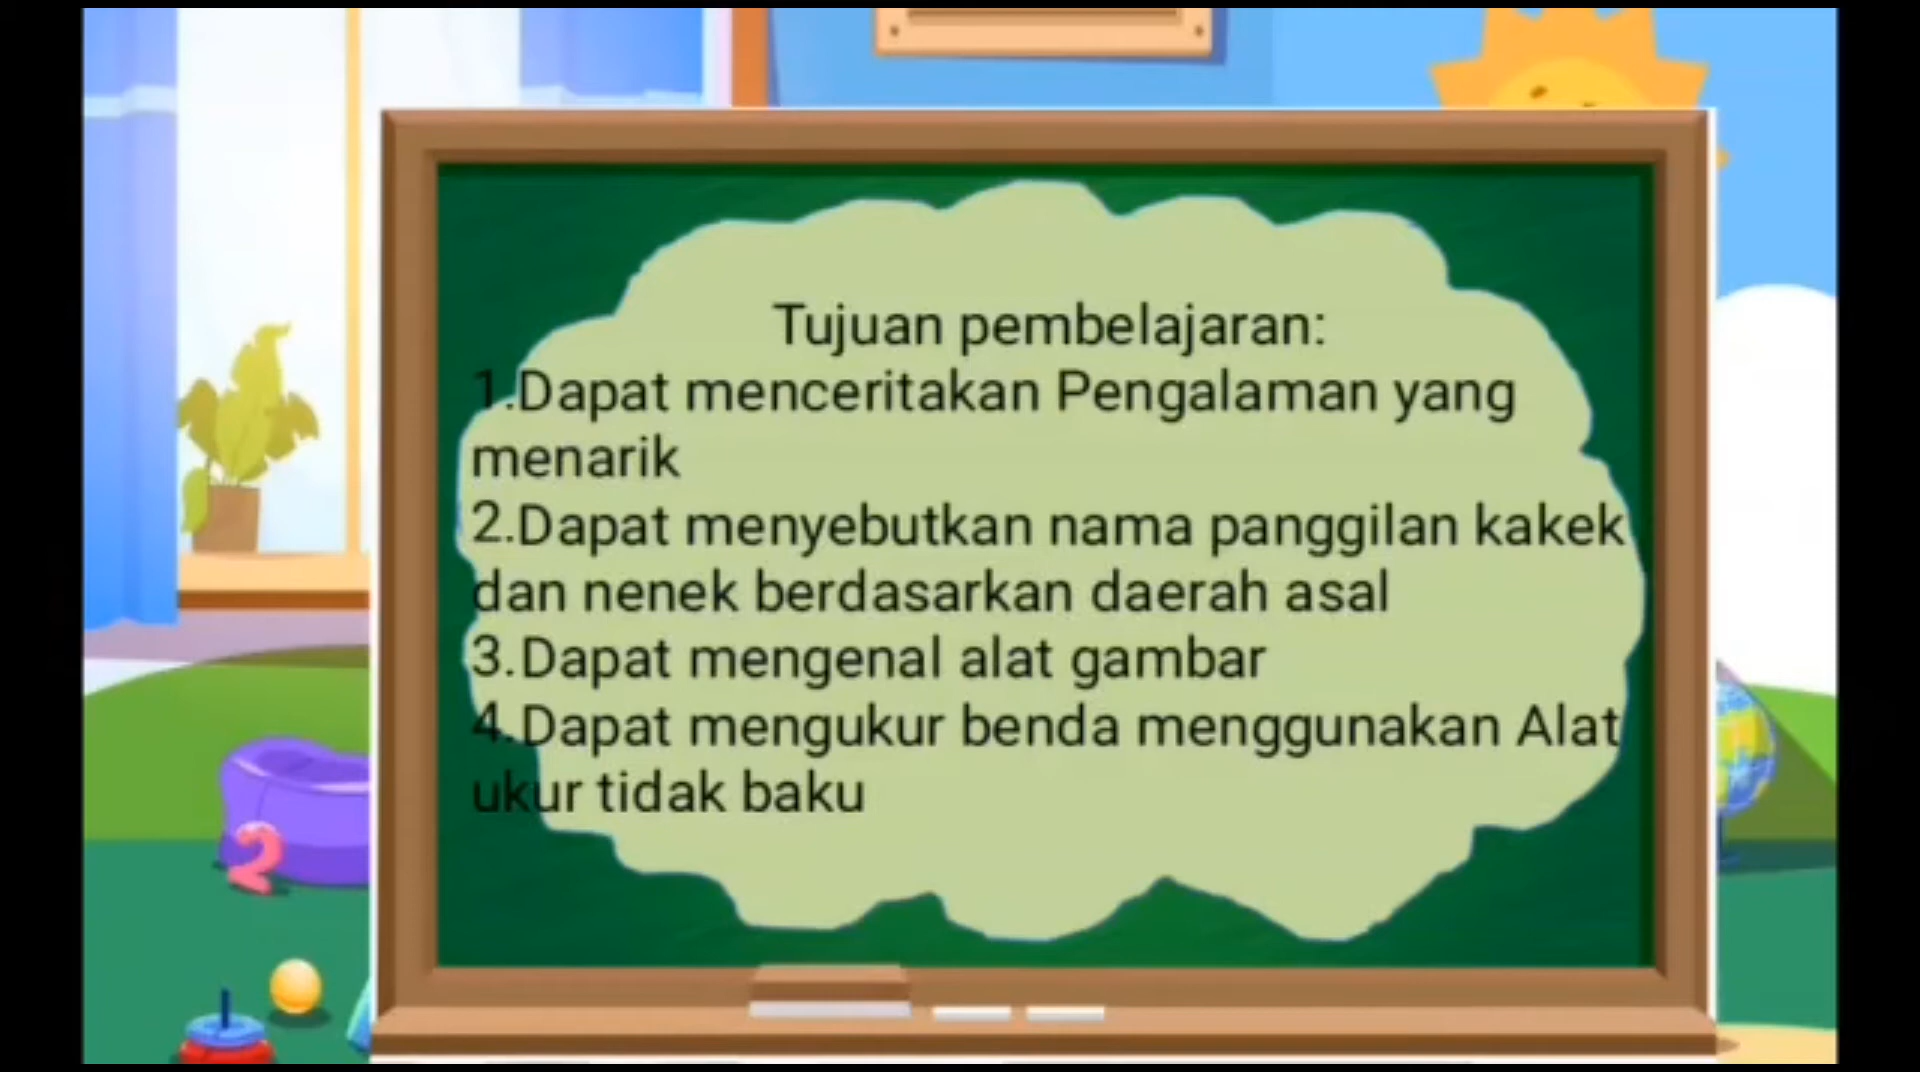 Tujuan pembelajaran:
1.Dapat menceritakan Pengalaman yang
menarik
2.Dapat menyebutkan nama panggilan kakek
dan nenek berdasarkan daerah asal
3.Dapat mengenal alat gambar
4.Dapat mengukur benda menggunakan Alat
ukur tidak baku
2